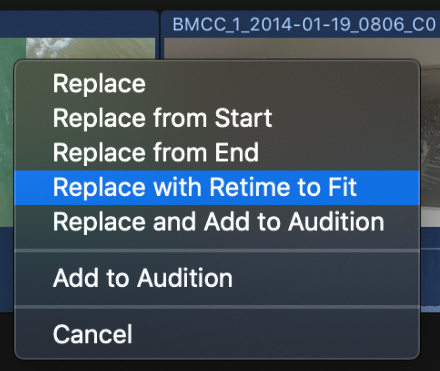 BMCC_1_2014-01-19_0806_C0
Replace
Replace from Start
Replace from End
Replace with Retime to Fit
Replace and Add to Audition
Add to Audition
Cancel